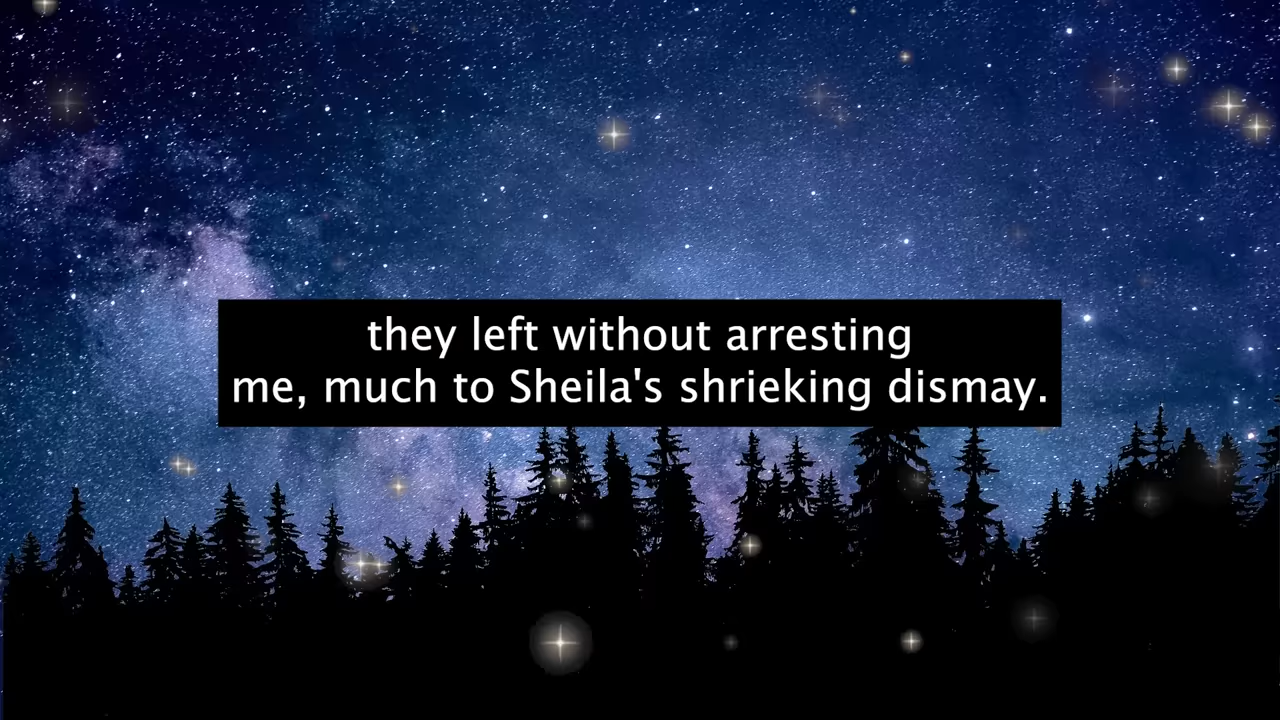 they left without arresting
me, much to Sheila's shrieking dismay.